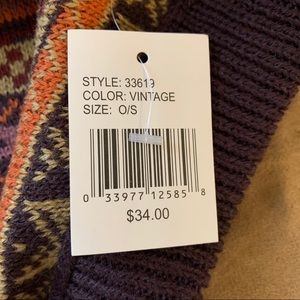 STYLE: 33619
COLOR: VINTAGE
SIZE: O/S
0 33977 12585 8
$34.00